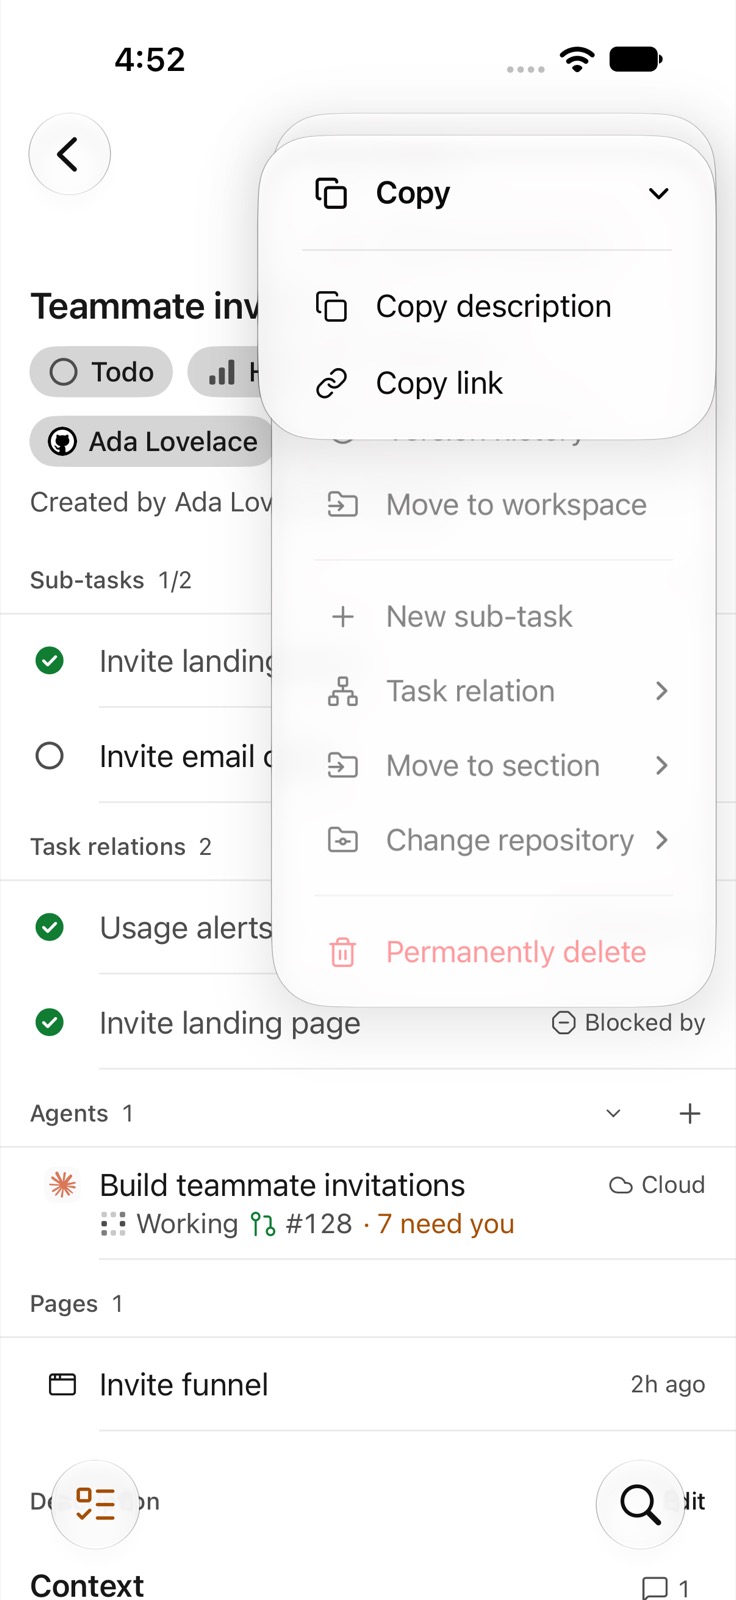 4:52
Copy
Copy description
Copy link
Teammate inv
Todo
Ada Lovelace
Version history
Created by Ada Lov
Move to workspace
Sub-tasks 1/2
New sub-task
Invite landing
Task relation
Invite email
Move to section
Task relations 2
Change repository
Usage alerts
Permanently delete
Invite landing page
Blocked by
Agents 1
Build teammate invitations
Cloud
Working #128 · 7 need you
Pages 1
Invite funnel
2h ago
Context
1